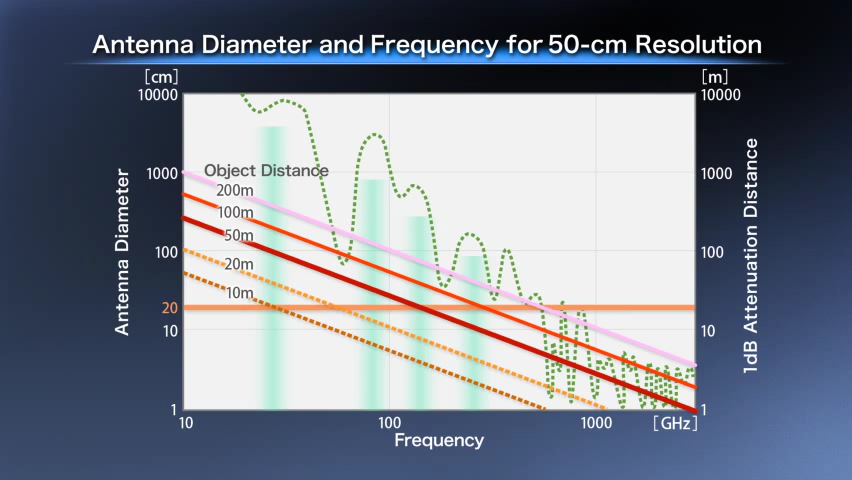 Antenna Diameter and Frequency for 50-cm Resolution
[cm]
[m]
10000
10000
1000
1000
Object Distance
200m
100m
50m
20m
10m
100
100
20
10
10
1
1
10
100
1000
[GHz]
Frequency
Antenna Diameter
1dB Attenuation Distance